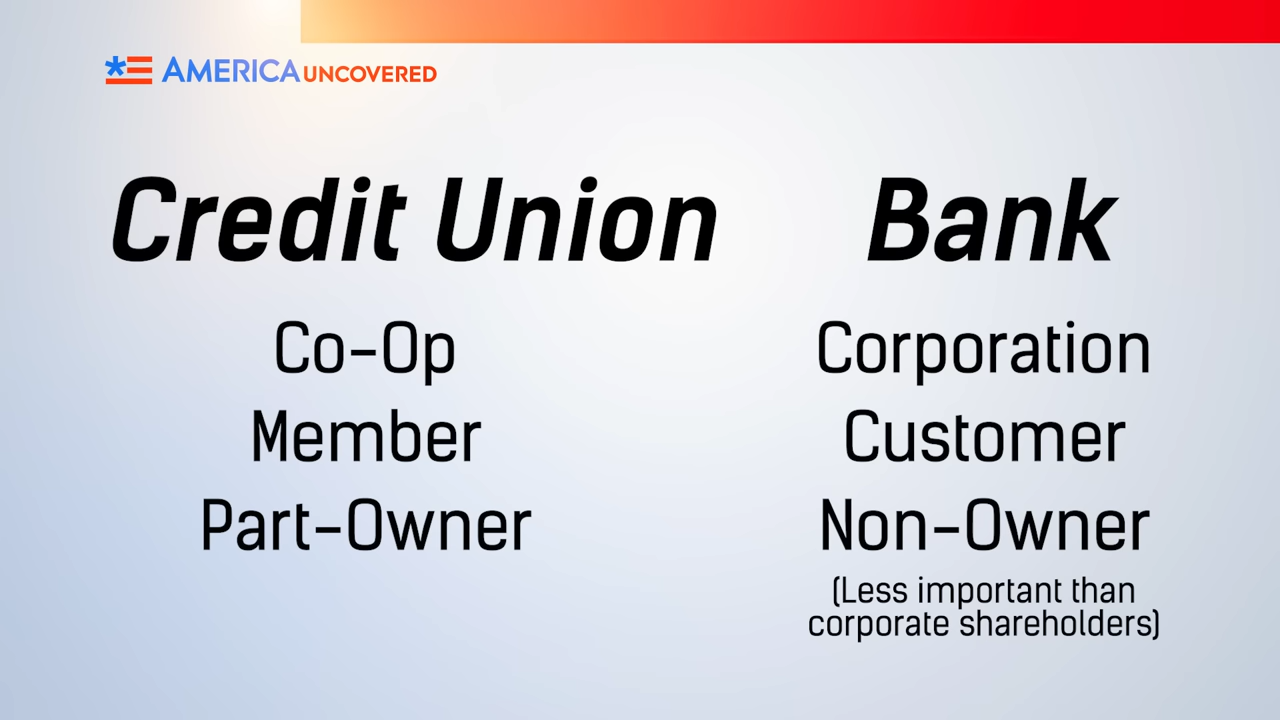 AMERICA UNCOVERED
Credit Union
Bank
Co-Op
Corporation
Member
Customer
Part-Owner
Non-Owner
(Less important than
corporate shareholders)